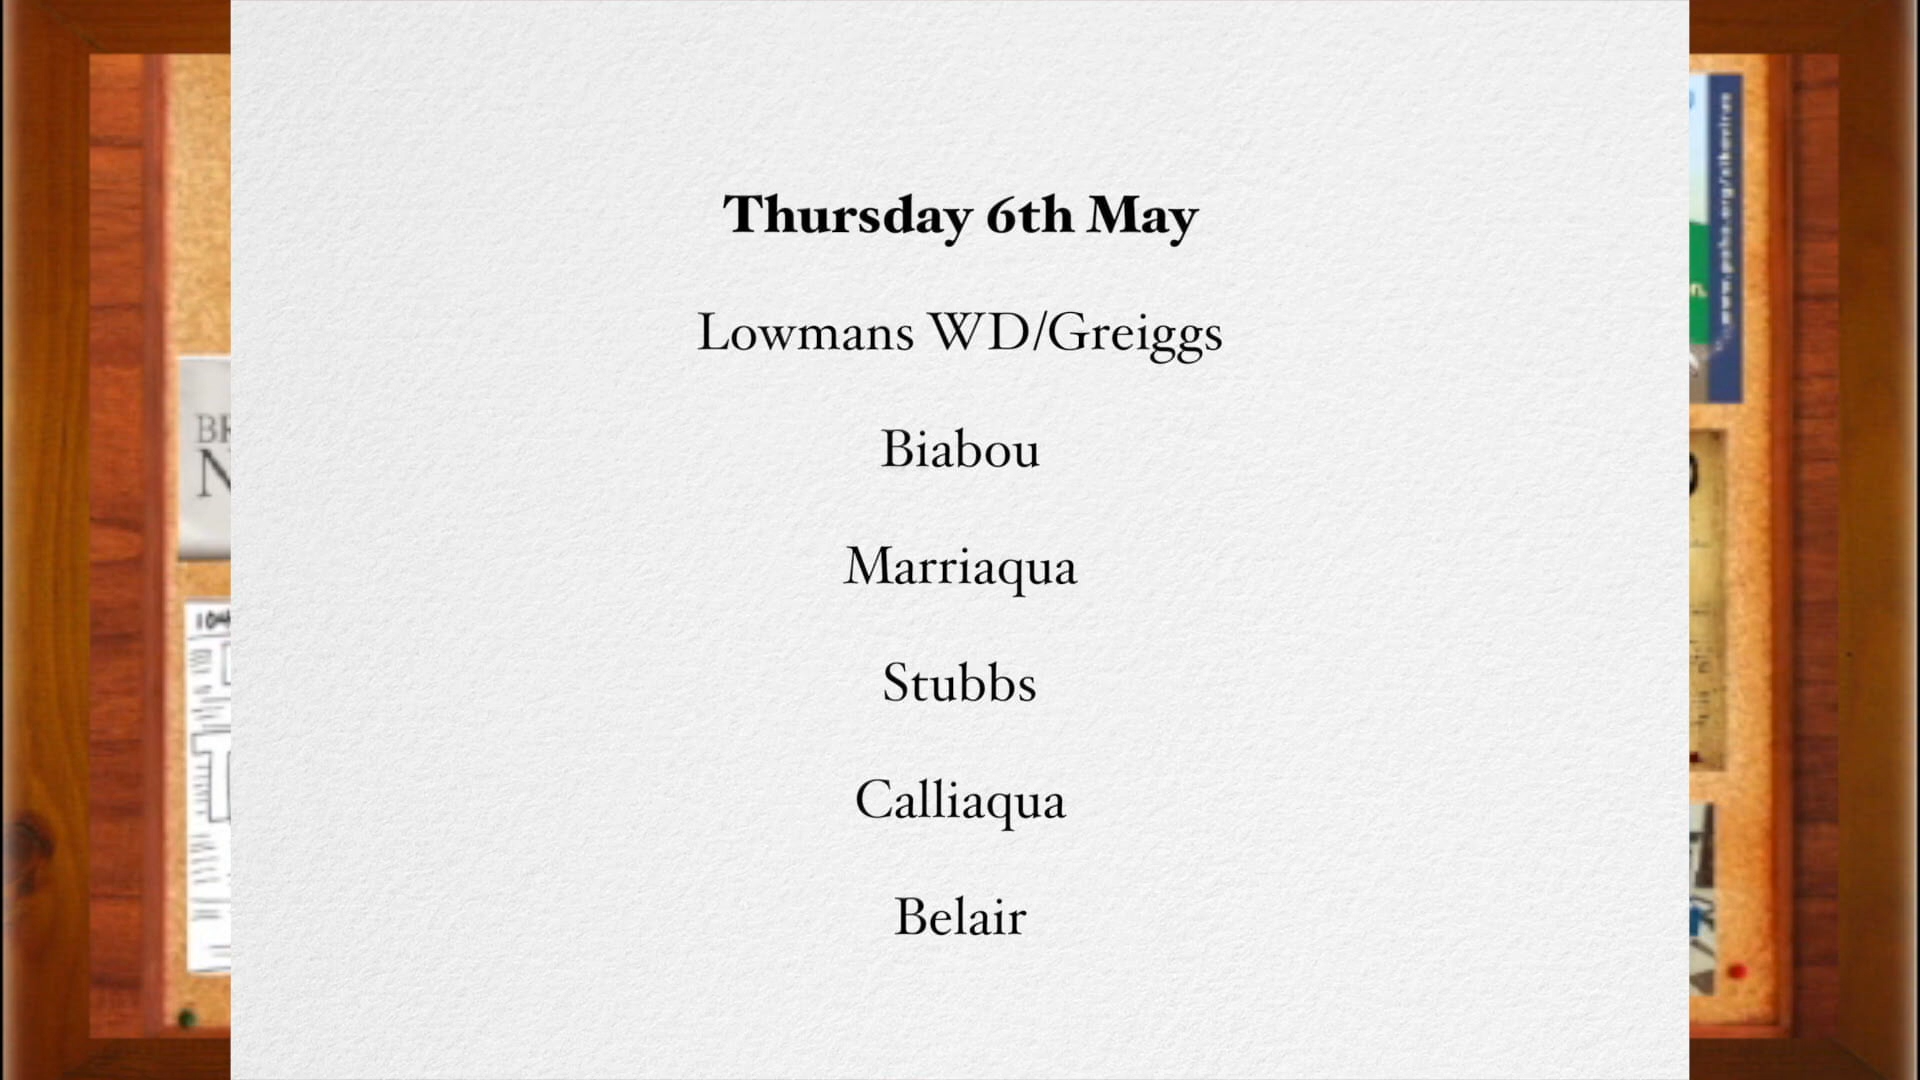 Thursday 6th May
Lowmans WD/Greiggs
Biabou
Marriaqua
Stubbs
Calliaqua
Belair